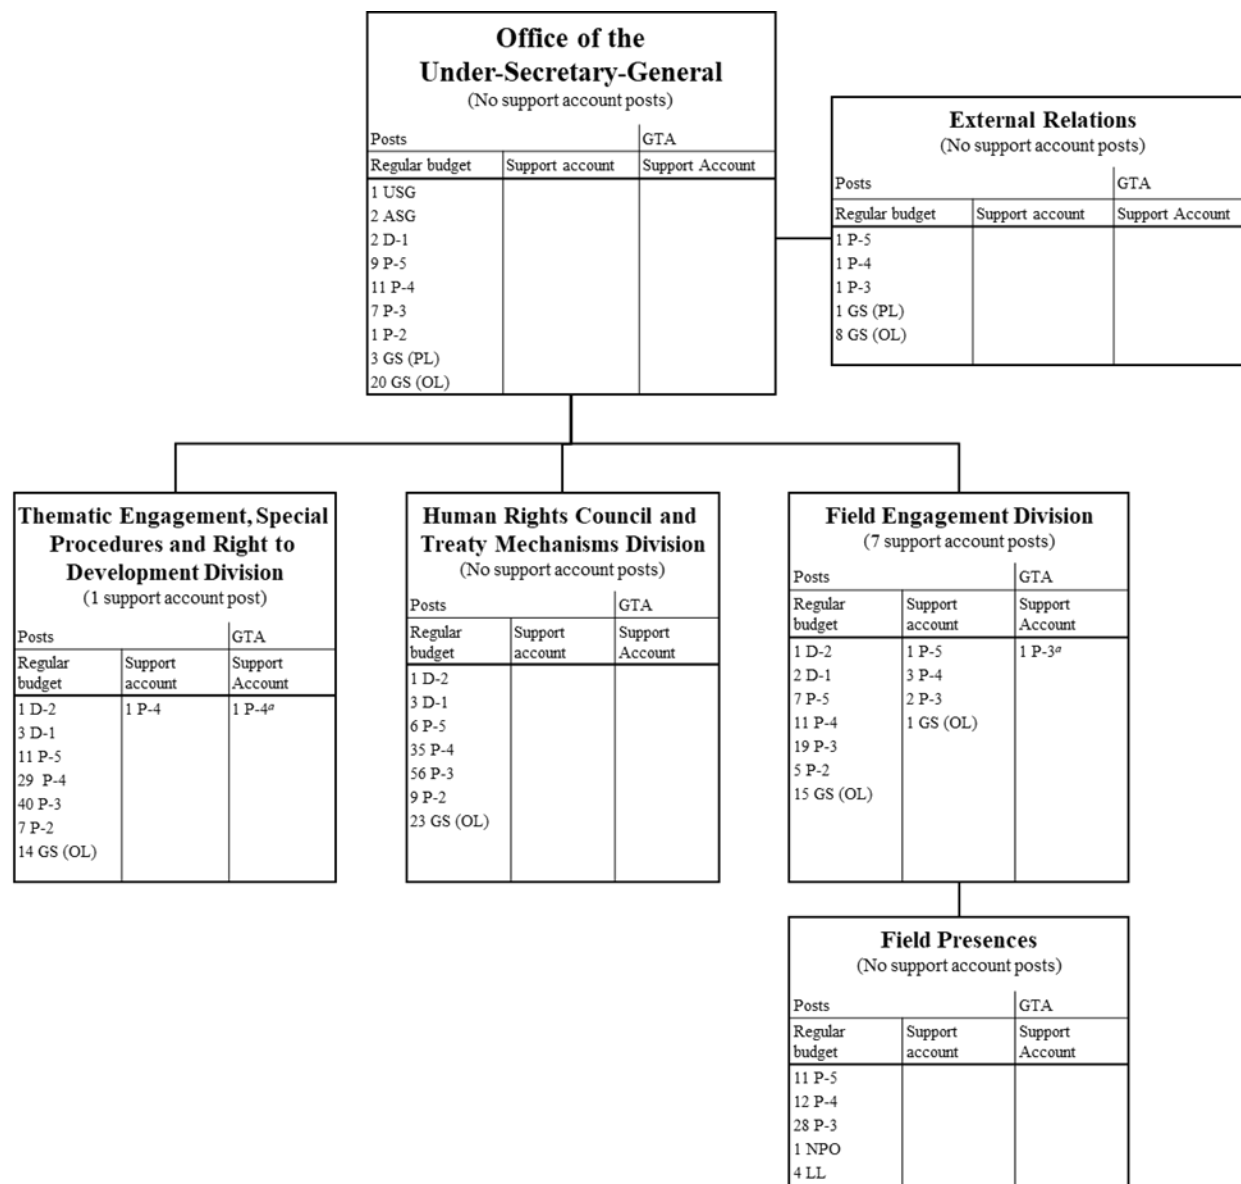 Office of the
Under-Secretary-General
(No support account posts)
Posts GTA
Regular budget Support account Support Account
1 USG
2 ASG
2 D-1
9 P-5
11 P-4
7 P-3
1 P-2
3 GS (PL)
20 GS (OL)
External Relations
(No support account posts)
Posts GTA
Regular budget Support account Support Account
1 P-5
1 P-4
1 P-3
1 GS (PL)
8 GS (OL)
Thematic Engagement, Special
Procedures and Right to
Development Division
(1 support account post)
Posts GTA
Regular Support Support
budget account Account
1 D-2 1 P-4 1 P-4ᵃ
3 D-1
11 P-5
29 P-4
40 P-3
7 P-2
14 GS (OL)
Human Rights Council and
Treaty Mechanisms Division
(No support account posts)
Posts GTA
Regular Support Support
budget account Account
1 D-2
3 D-1
6 P-5
35 P-4
56 P-3
9 P-2
23 GS (OL)
Field Engagement Division
(7 support account posts)
Posts GTA
Regular Support Support
budget account Account
1 D-2 1 P-5 1 P-3ᵃ
2 D-1 3 P-4
7 P-5 2 P-3
11 P-4 1 GS (OL)
19 P-3
5 P-2
15 GS (OL)
Field Presences
(No support account posts)
Posts GTA
Regular Support Support
budget account Account
11 P-5
12 P-4
28 P-3
1 NPO
4 LL